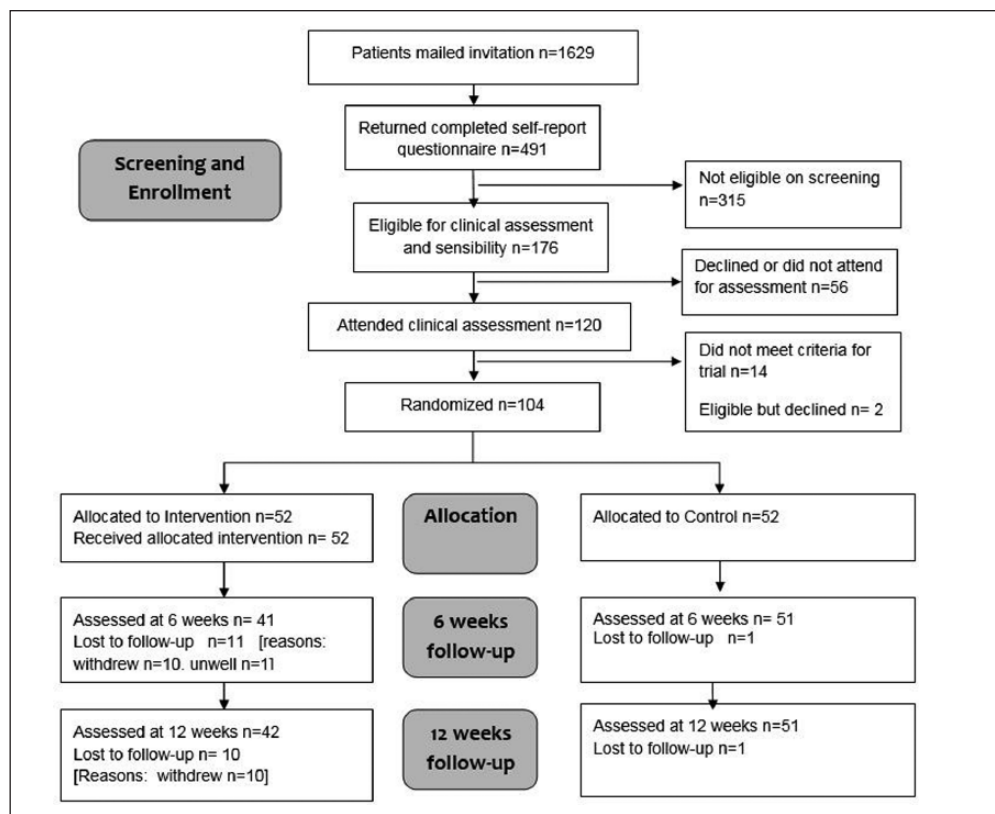 Patients mailed invitation n=1629
Returned completed self-report
questionnaire n=491
Screening and
Enrollment
Not eligible on screening
n=315
Eligible for clinical assessment
and sensibility n=176
Declined or did not attend
for assessment n=56
Attended clinical assessment n=120
Did not meet criteria for
trial n=14
Eligible but declined n= 2
Randomized n=104
Allocated to Intervention n=52
Received allocated intervention n= 52
Allocation
Allocated to Control n=52
Assessed at 6 weeks n= 41
Lost to follow-up n=11 [reasons:
withdrew n=10. unwell n=1]
6 weeks
follow-up
Assessed at 6 weeks n= 51
Lost to follow-up n=1
Assessed at 12 weeks n=42
Lost to follow-up n= 10
[Reasons: withdrew n=10]
12 weeks
follow-up
Assessed at 12 weeks n=51
Lost to follow-up n=1